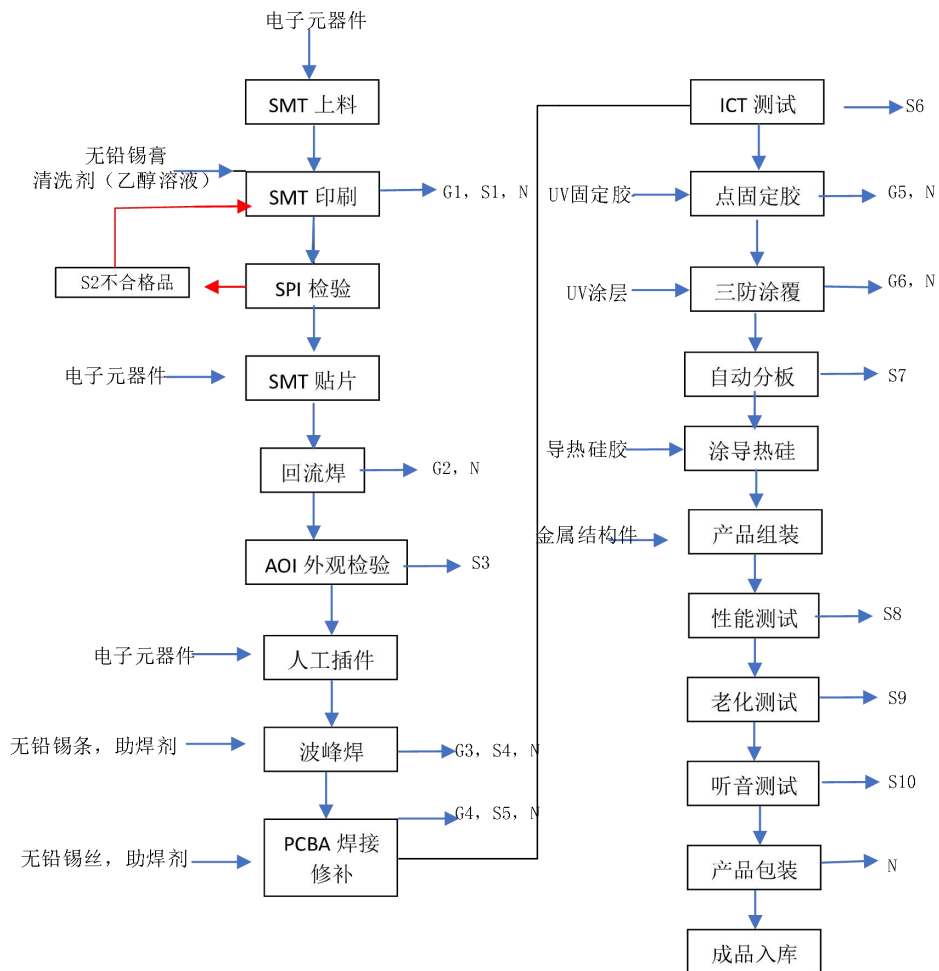 电子元器件
SMT 上料
无铅锡膏
清洗剂（乙醇溶液）
SMT 印刷
G1, S1, N
S2不合格品
SPI 检验
电子元器件
SMT 贴片
回流焊
G2, N
AOI 外观检验
S3
电子元器件
人工插件
无铅锡条，助焊剂
波峰焊
G3, S4, N
G4, S5, N
无铅锡丝，助焊剂
PCBA 焊接
修补
ICT 测试
S6
UV固定胶
点固定胶
G5, N
UV涂层
三防涂覆
G6, N
自动分板
S7
导热硅胶
涂导热硅
金属结构件
产品组装
性能测试
S8
老化测试
S9
听音测试
S10
产品包装
N
成品入库